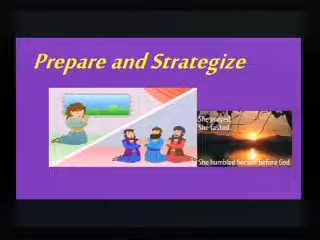 Prepare and Strategize
She prayed.
She fasted.
She humbled herself before God.